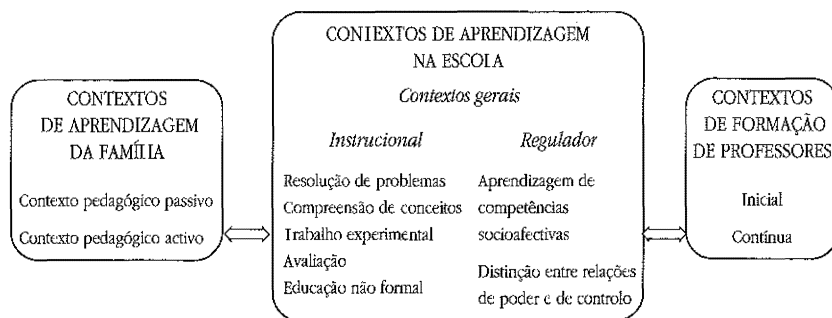 CONTEXTOS
DE APRENDIZAGEM
DA FAMÍLIA
Contexto pedagógico passivo
Contexto pedagógico activo
CONTEXTOS DE APRENDIZAGEM
NA ESCOLA
Contextos gerais
Instrucional
Resolução de problemas
Compreensão de conceitos
Trabalho experimental
Avaliação
Educação não formal
Regulador
Aprendizagem de
competências
socioafectivas
Distinção entre relações
de poder e de controlo
CONTEXTOS
DE FORMAÇÃO
DE PROFESSORES
Inicial
Contínua